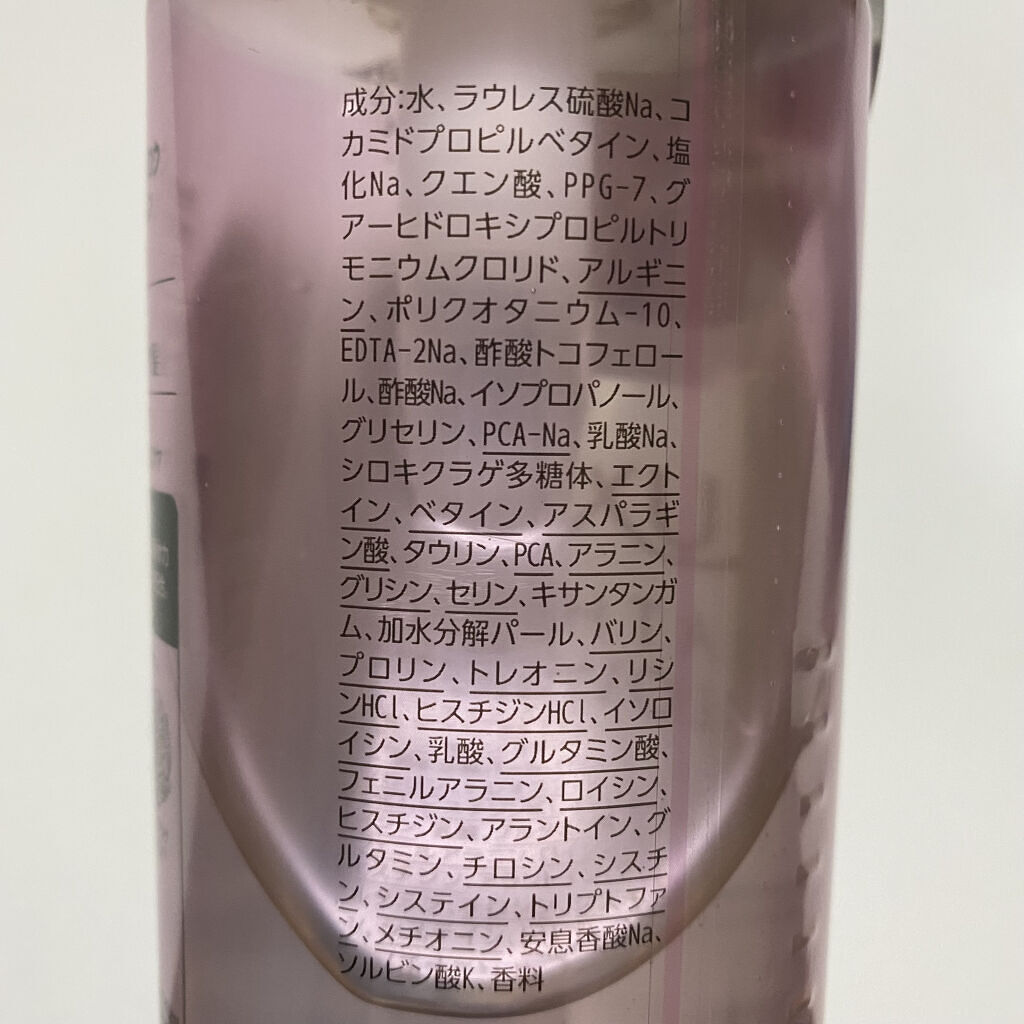 成分:水、ラウレス硫酸Na、コ
カミドプロピルベタイン、塩
化Na、クエン酸、PPG-7、グ
アーヒドロキシプロピルトリ
モニウムクロリド、アルギニ
ン、ポリクオタニウム-10、
EDTA-2Na、酢酸トコフェロー
ル、酢酸Na、イソプロパノール、
グリセリン、PCA-Na、乳酸Na、
シロキクラゲ多糖体、エクト
イン、ベタイン、アスパラギ
ン酸、タウリン、PCA、アラニン、
グリシン、セリン、キサンタンガ
ム、加水分解パール、バリン、
プロリン、トレオニン、リシ
ンHCl、ヒスチジンHCl、イソロ
イシン、乳酸、グルタミン酸、
フェニルアラニン、ロイシン、
ヒスチジン、アラントイン、グ
ルタミン、チロシン、シスチ
ン、システイン、トリプトファ
ン、メチオニン、安息香酸Na、
ソルビン酸K、香料